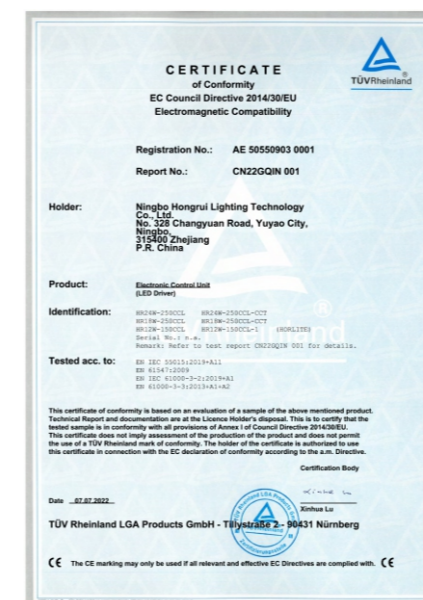 TÜVRheinland
CERTIFICATE
of Conformity
EC Council Directive 2014/30/EU
Electromagnetic Compatibility
Registration No.: AE 50550903 0001
Report No.: CN22GQIN 001
Holder: Ningbo Hongrui Lighting Technology
Co., Ltd.
No. 328 Changyuan Road, Yuyao City,
Ningbo,
315400 Zhejiang
P.R. China
Product: Electronic Control Unit
(LED Driver)
Identification: HR24W-250CCL HR24W-250CCL-CCT
HR18W-250CCL HR18W-250CCL-CCT
HR12W-150CCL HR12W-150CCL-1 (HORLITE)
Serial No.: n.a.
Remark: Refer to test report CN22GQIN 001 for details.
Tested acc. to: EN IEC 55015:2019+A11
EN 61547:2009
EN IEC 61000-3-2:2019+A1
EN 61000-3-3:2013+A1+A2
This certificate of conformity is based on an evaluation of a sample of the above mentioned product.
Technical Report and documentation are at the Licence Holder's disposal. This is to certify that the
tested sample is in conformity with all provisions of Annex I of Council Directive 2014/30/EU.
This certificate does not imply assessment of the production of the product and does not permit
the use of a TÜV Rheinland mark of conformity. The holder of the certificate is authorized to use
this certificate in connection with the EC declaration of conformity according to the a.m. Directive.
Certification Body
Date 07.07.2022
Xinhua Lu
TÜV Rheinland LGA Products GmbH - Tillystraße 2 - 90431 Nürnberg
CE The CE marking may only be used if all relevant and effective EC Directives are complied with. CE